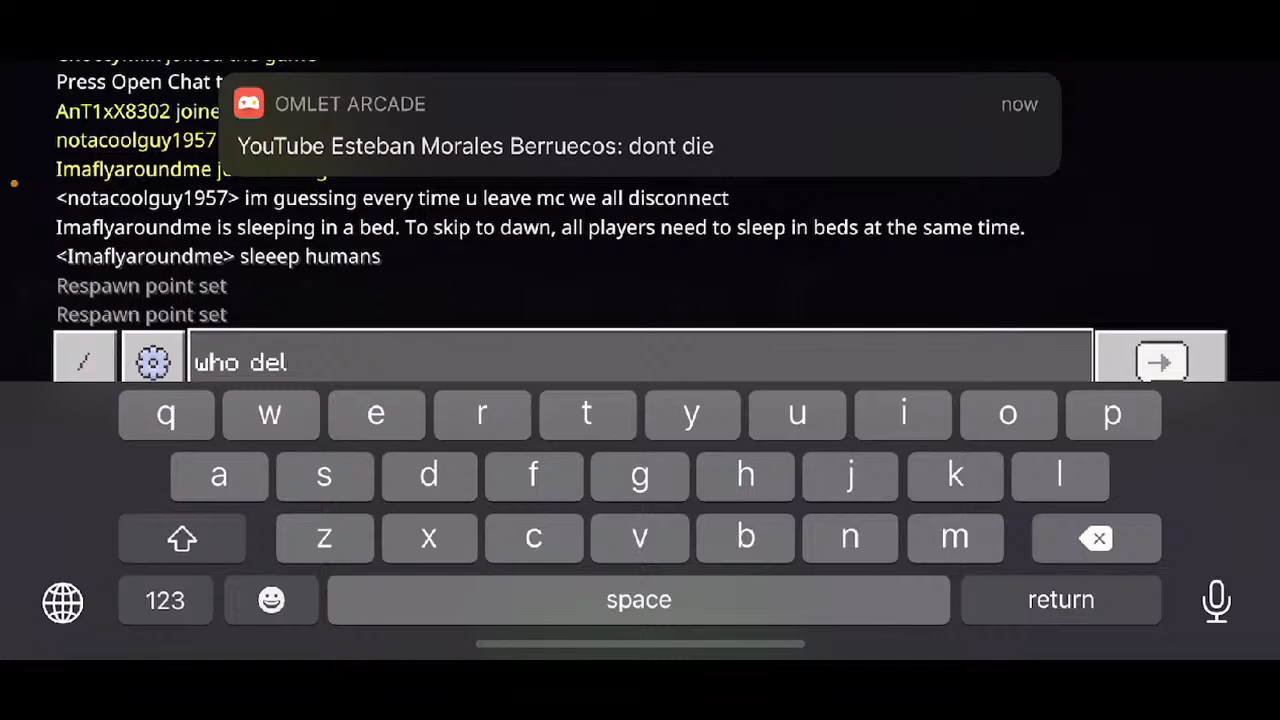 joined the game
Press Open Chat t
OMLET ARCADE
now
AnT1xX8302 joine
YouTube Esteban Morales Berruecos: dont die
notacoolguy1957
Imaflyaroundme
<notacoolguy1957> im guessing every time u leave mc we all disconnect
Imaflyaroundme is sleeping in a bed. To skip to dawn, all players need to sleep in beds at the same time.
<Imaflyaroundme> sleeep humans
Respawn point set
Respawn point set
/ who del
q w e r t y u i o p
a s d f g h j k l
z x c v b n m
123 space return